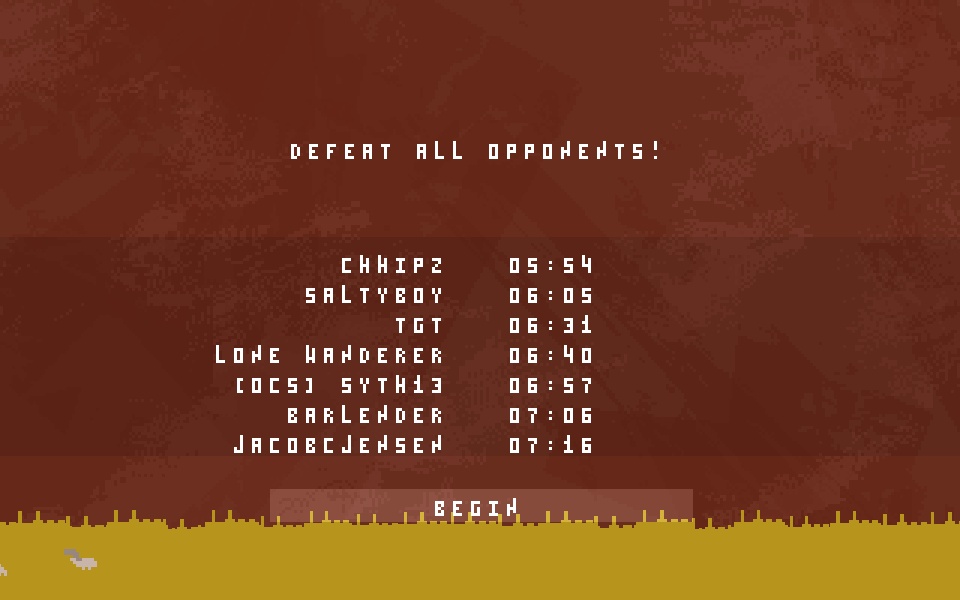 DEFEAT ALL OPPONENTS!
CHHIPZ 05:54
SALTYBOY 06:05
TGT 06:31
LONE WANDERER 06:40
[OCS] SYTH13 06:57
BARLENDER 07:06
JACOBCJENSEN 07:16
BEGIN